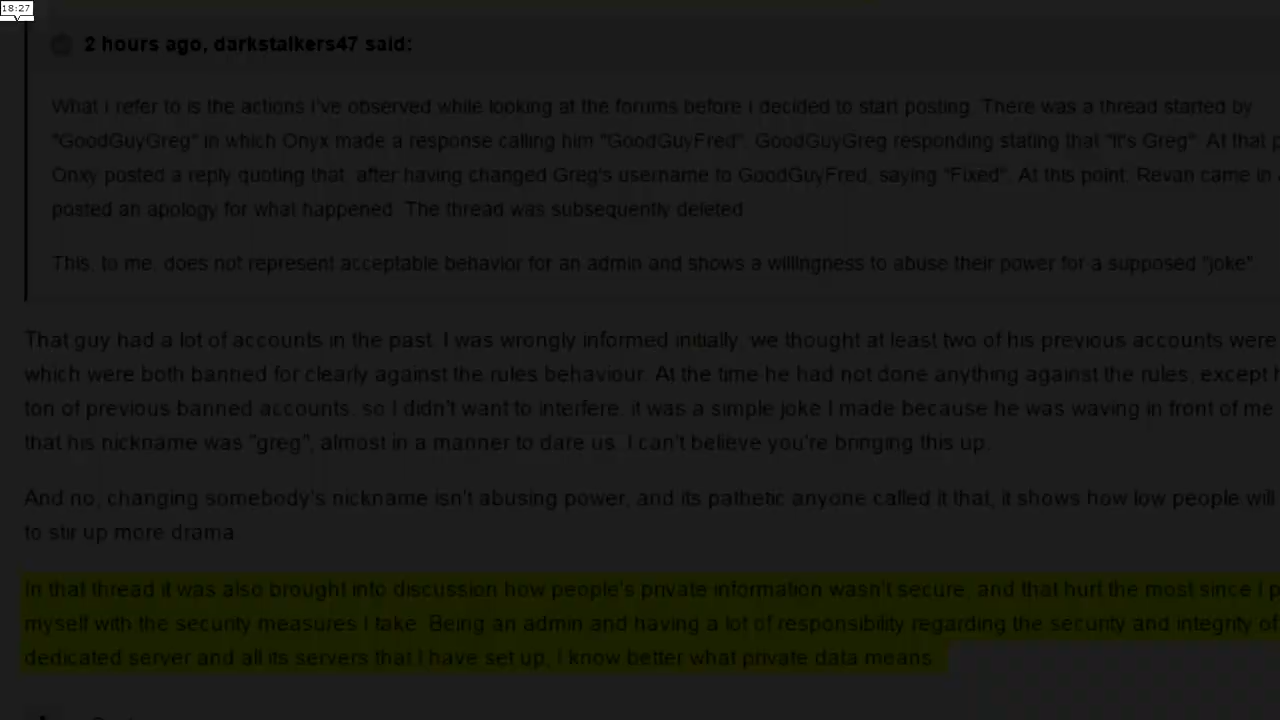 18:27
2 hours ago, darkstalkers47 said:
What I refer to is the actions I've observed while looking at the forums before I decided to start posting. There was a thread started by
"GoodGuyGreg" in which Onyx made a response calling him "GoodGuyFred". GoodGuyGreg responding stating that "It's Greg". At that
Onxy posted a reply quoting that, after having changed Greg's username to GoodGuyFred, saying "Fixed". At this point, Revan came in
posted an apology for what happened. The thread was subsequently deleted.
This, to me, does not represent acceptable behavior for an admin and shows a willingness to abuse their power for a supposed "joke".
That guy had a lot of accounts in the past. I was wrongly informed initially, we thought at least two of his previous accounts were
which were both banned for clearly against the rules behaviour. At the time he had not done anything against the rules, except
ton of previous banned accounts, so I didn't want to interfere, it was a simple joke I made because he was waving in front of me
that his nickname was "greg", almost in a manner to dare us. I can't believe you're bringing this up.
And no, changing somebody's nickname isn't abusing power, and its pathetic anyone called it that, it shows how low people will
to stir up more drama.
In that thread it was also brought into discussion how people's private information wasn't secure, and that hurt the most since I
myself with the security measures I take. Being an admin and having a lot of responsibility regarding the security and integrity of
dedicated server and all its servers that I have set up, I know better what private data means.